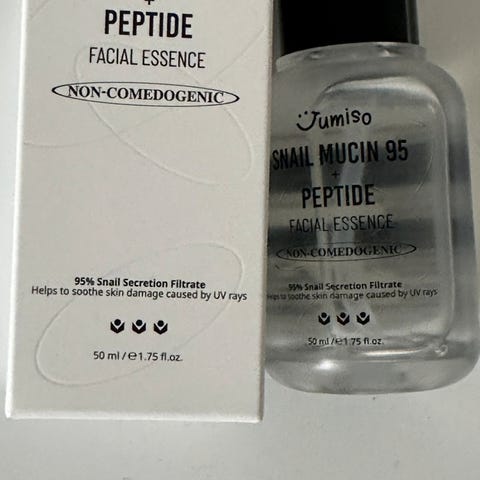 +
PEPTIDE
FACIAL ESSENCE
NON-COMEDOGENIC
95% Snail Secretion Filtrate
Helps to soothe skin damage caused by UV rays
50 ml / ℮ 1.75 fl.oz.
Jumiso
SNAIL MUCIN 95
+
PEPTIDE
FACIAL ESSENCE
NON-COMEDOGENIC
95% Snail Secretion Filtrate
Helps to soothe skin damage caused by UV rays
50 ml / ℮ 1.75 fl.oz.